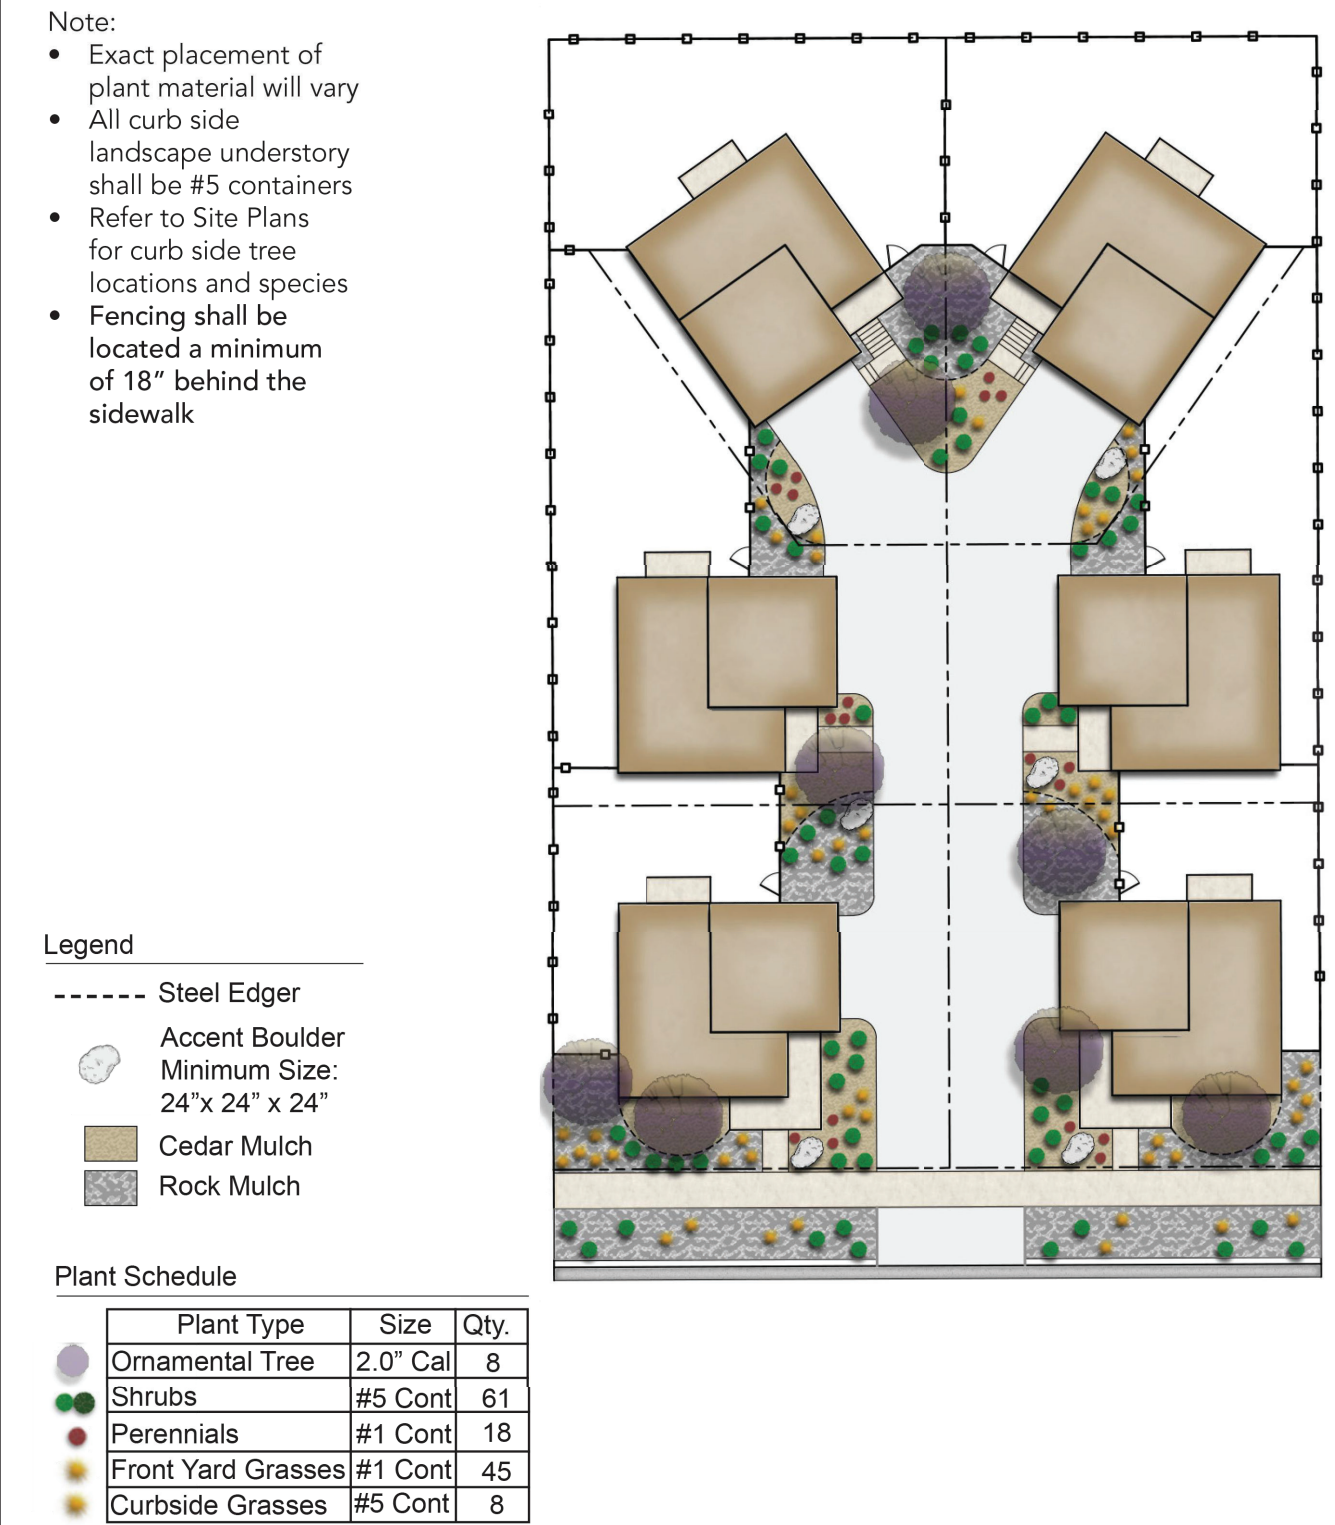 Note:
• Exact placement of
plant material will vary
• All curb side
landscape understory
shall be #5 containers
• Refer to Site Plans
for curb side tree
locations and species
• Fencing shall be
located a minimum
of 18” behind the
sidewalk
Legend
Steel Edger
Accent Boulder
Minimum Size:
24”x 24” x 24”
Cedar Mulch
Rock Mulch
Plant Schedule
Plant Type Size Qty.
Ornamental Tree 2.0” Cal 8
Shrubs #5 Cont 61
Perennials #1 Cont 18
Front Yard Grasses #1 Cont 45
Curbside Grasses #5 Cont 8